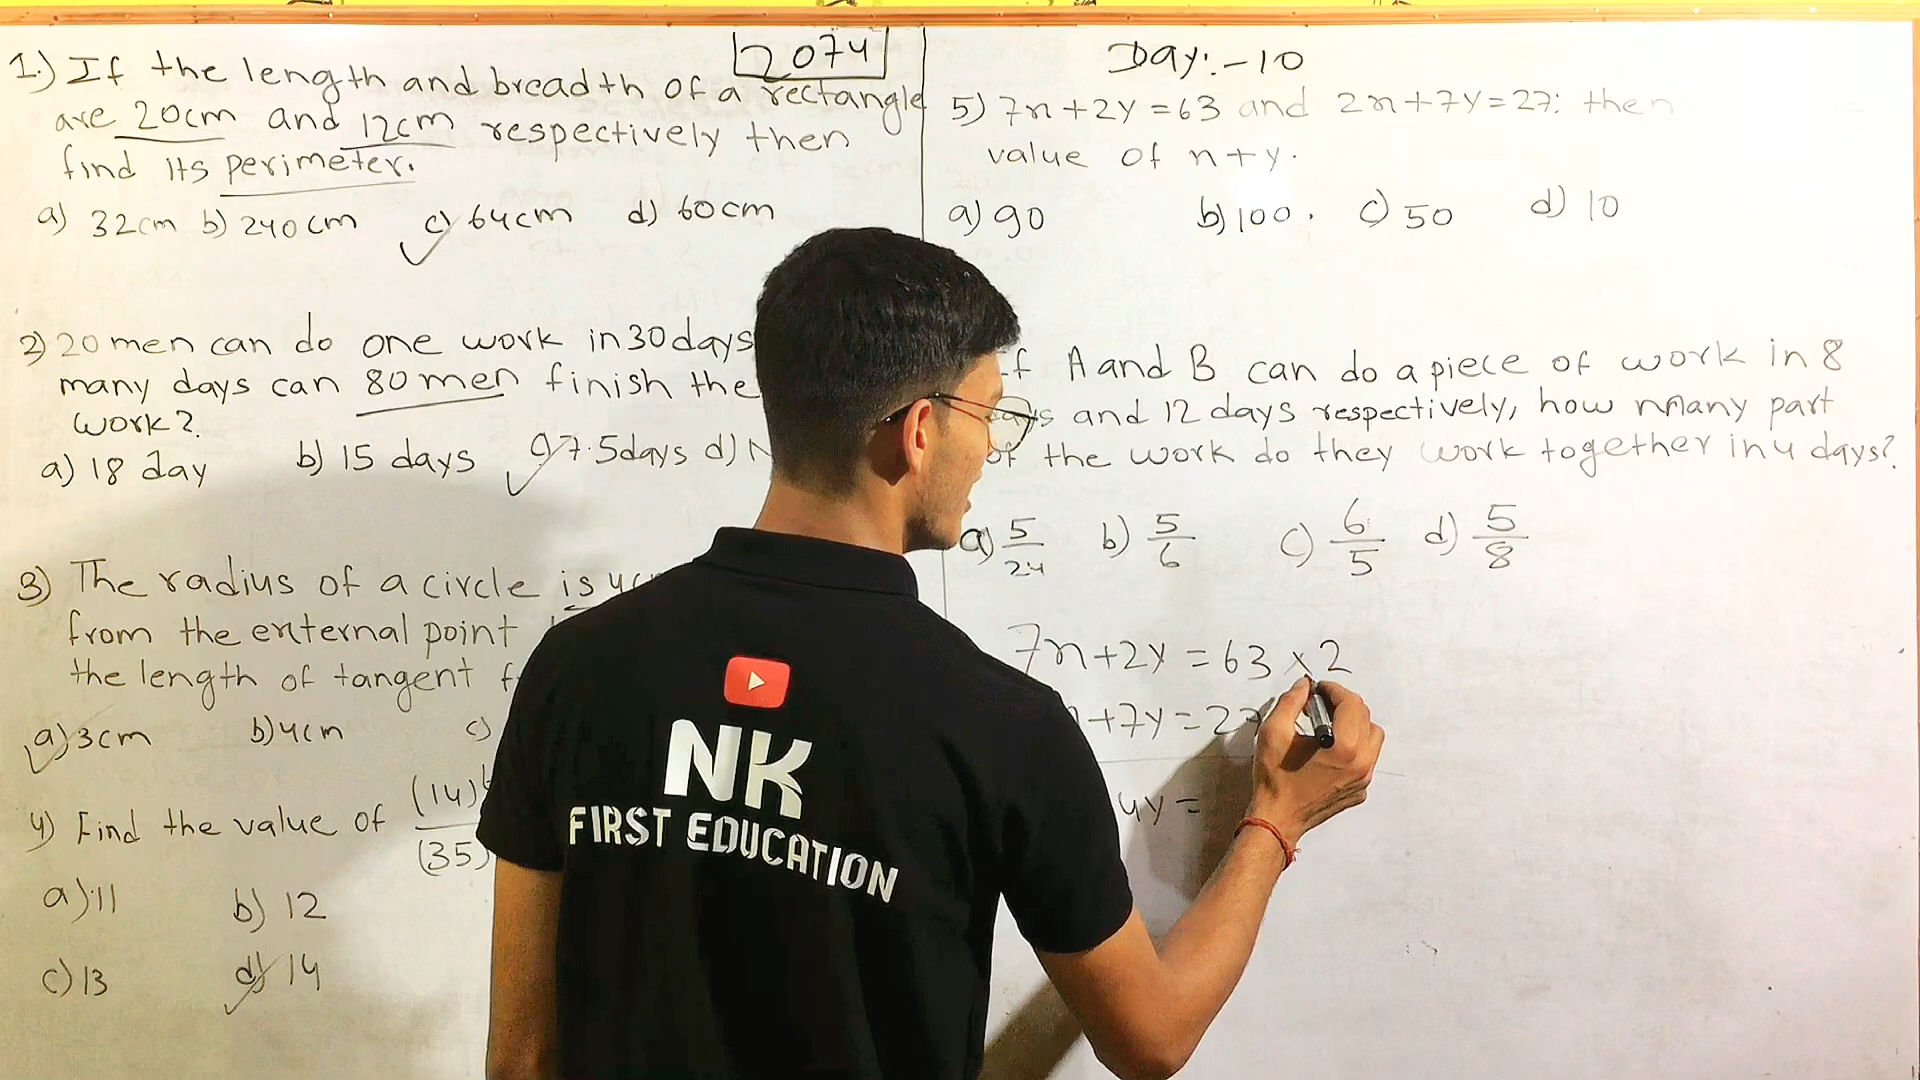 2074
1.) If the length and breadth of a rectangle
are 20cm and 12cm respectively then
find its perimeter.
a) 32cm b) 240cm c) 64cm d) 60cm
2) 20 men can do one work in 30 days
many days can 80 men finish the
work?
a) 18 day b) 15 days c) 7.5days d) N
3) The radius of a circle is
from the external point
the length of tangent
a) 3cm b) 4cm c)
4) Find the value of (14)
(35)
a) 11 b) 12
c) 13 d) 14
Day:-10
5) 7x+2y=63 and 2x+7y=27: then
value of x+y.
a) 90 b) 100. c) 50 d) 10
If A and B can do a piece of work in 8
days and 12 days respectively, how many part
of the work do they work together in 4 days?
a) 5/24 b) 5/6 c) 6/5 d) 5/8
7x+2y=63 x2
+7y=27
4y=
NK
FIRST EDUCATION